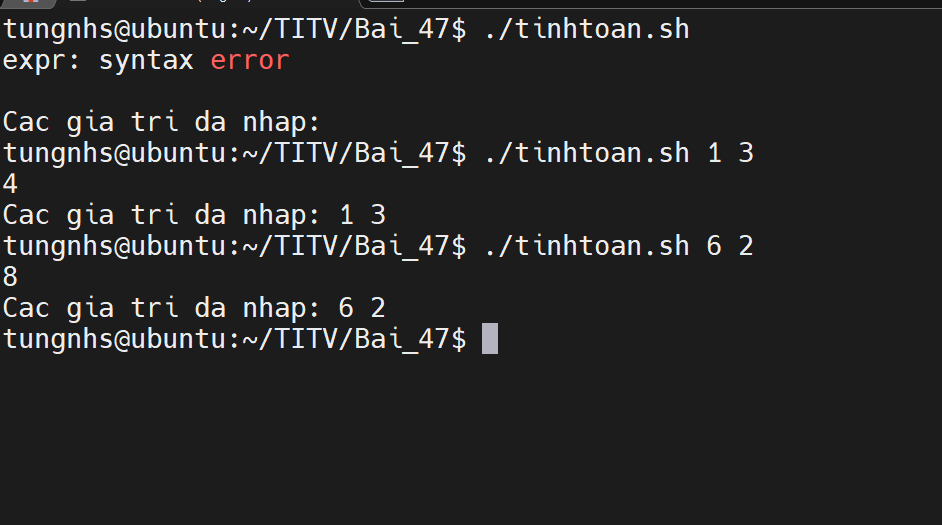 tungnhs@ubuntu:~/TITV/Bai_47$ ./tinhtoan.sh
expr: syntax error
Cac gia tri da nhap:
tungnhs@ubuntu:~/TITV/Bai_47$ ./tinhtoan.sh 1 3
4
Cac gia tri da nhap: 1 3
tungnhs@ubuntu:~/TITV/Bai_47$ ./tinhtoan.sh 6 2
8
Cac gia tri da nhap: 6 2
tungnhs@ubuntu:~/TITV/Bai_47$